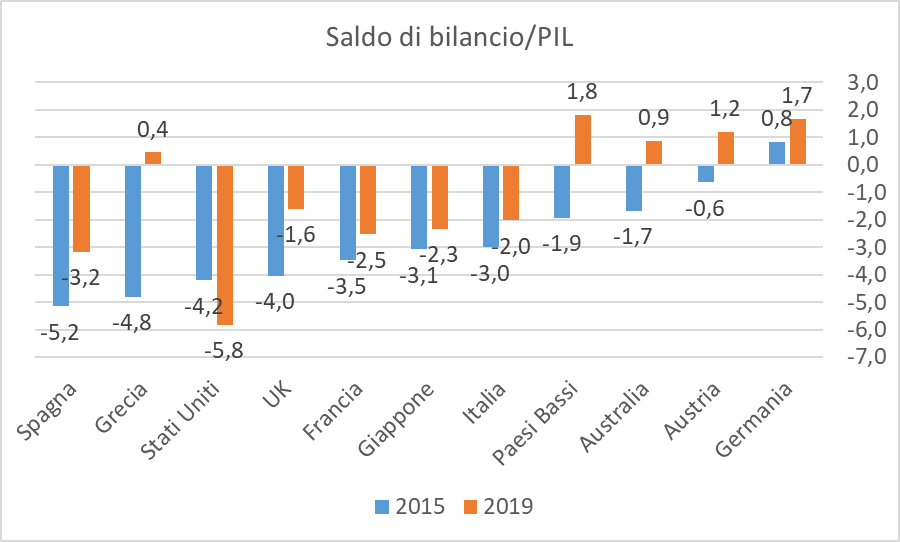 Saldo di bilancio/PIL
3,0
2,0
1,0
0,0
-1,0
-2,0
-3,0
-4,0
-5,0
-6,0
-7,0
-5,2
-4,8
-4,2
-4,0
-3,5
-3,1
-3,0
-1,9
-1,7
-0,6
0,8
-3,2
0,4
-5,8
-1,6
-2,5
-2,3
-2,0
1,8
0,9
1,2
1,7
Spagna
Grecia
Stati Uniti
UK
Francia
Giappone
Italia
Paesi Bassi
Australia
Austria
Germania
2015
2019